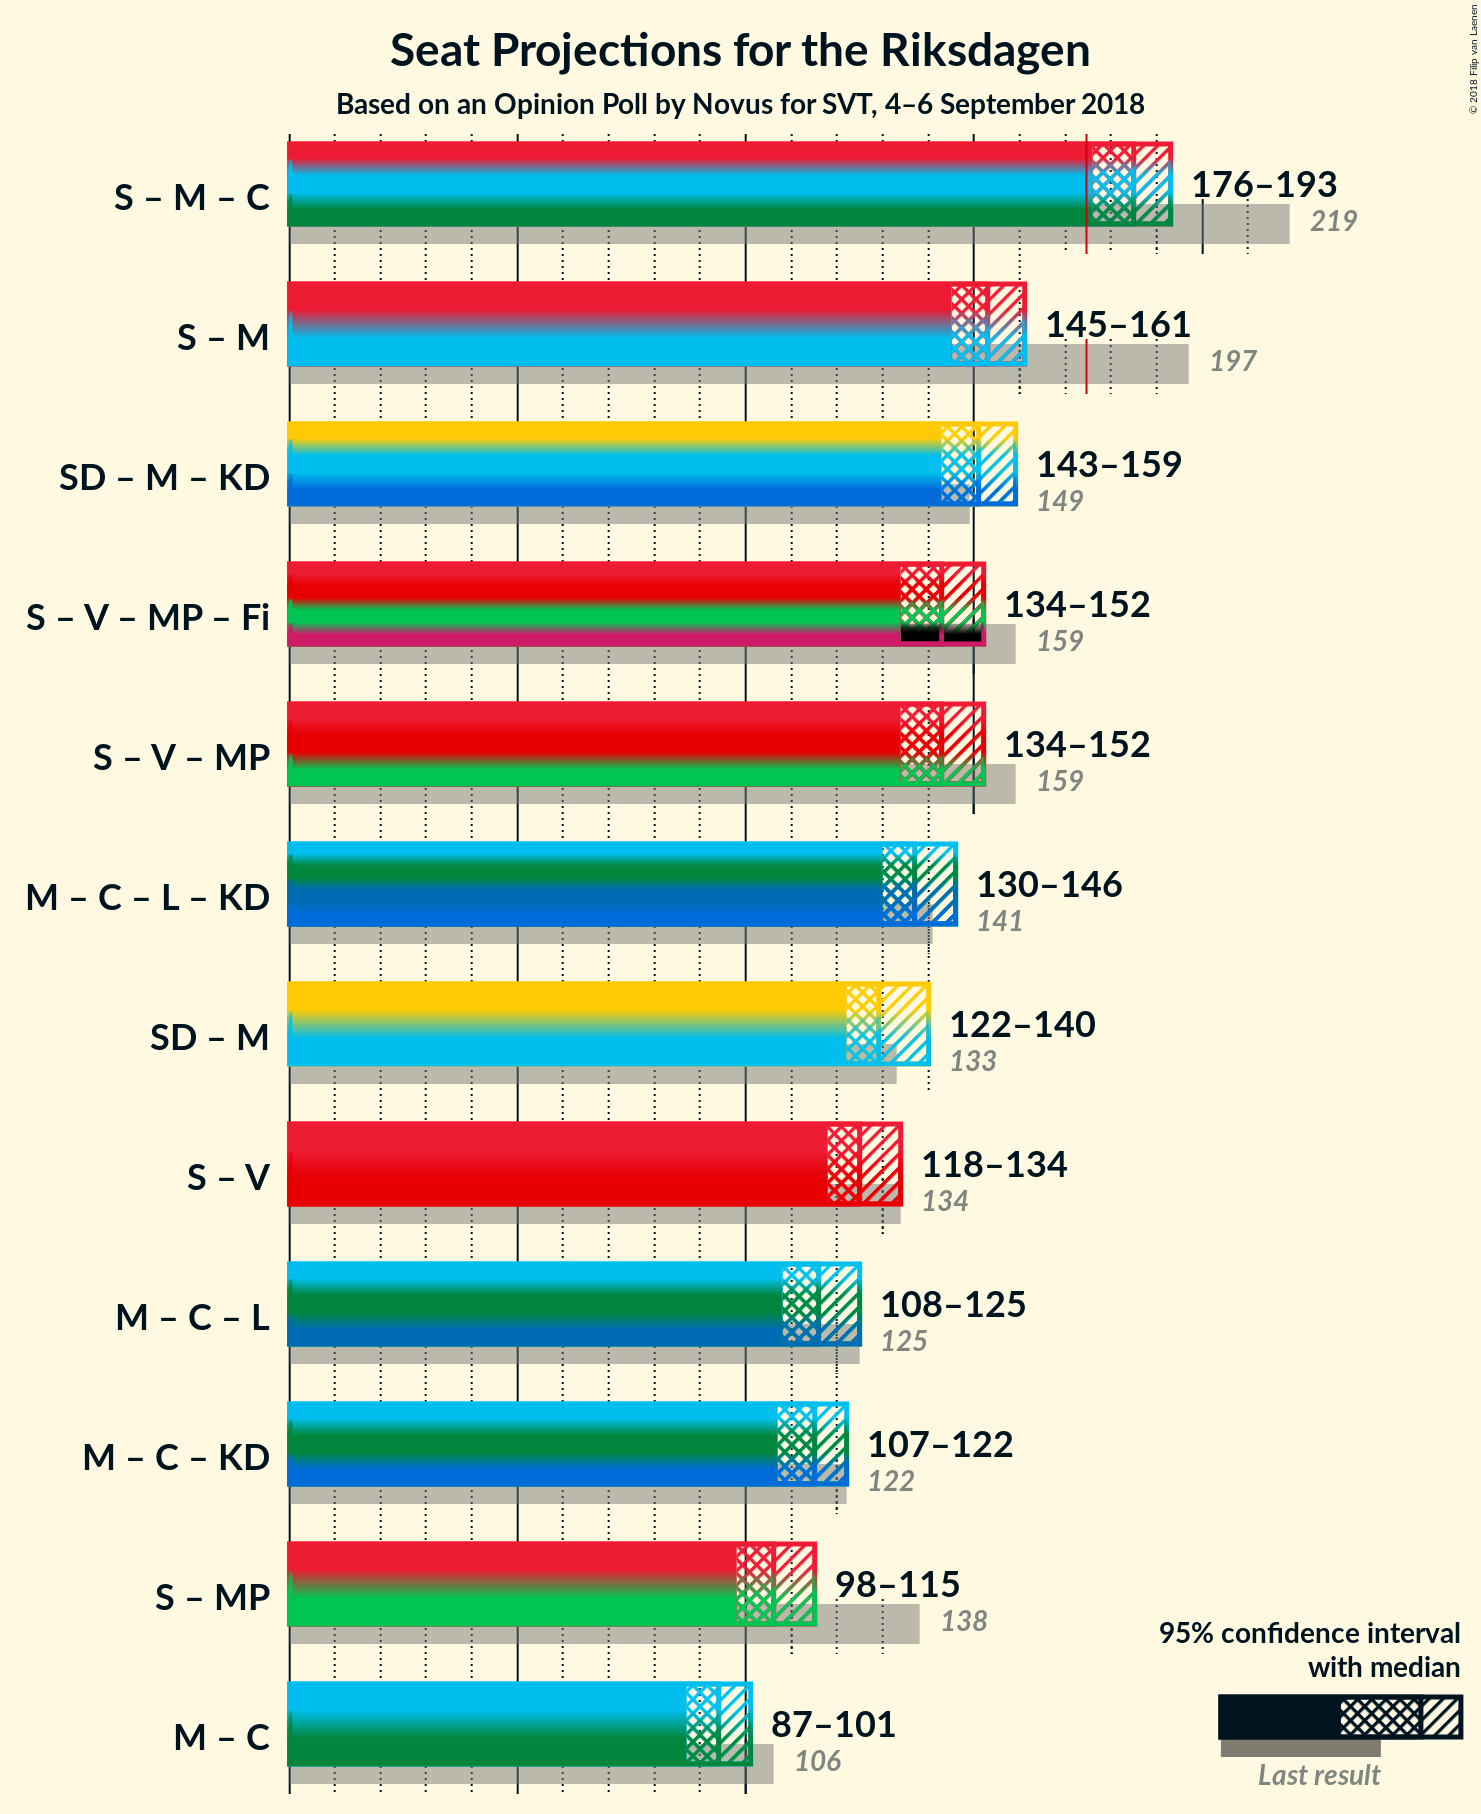 Seat Projections for the Riksdagen
Based on an Opinion Poll by Novus for SVT, 4–6 September 2018
© 2018 Filip van Laenen
S – M – C
176–193
219
S – M
145–161
197
SD – M – KD
143–159
149
S – V – MP – Fi
134–152
159
S – V – MP
134–152
159
M – C – L – KD
130–146
141
SD – M
122–140
133
S – V
118–134
134
M – C – L
108–125
125
M – C – KD
107–122
122
S – MP
98–115
138
M – C
87–101
106
95% confidence interval
with median
Last result